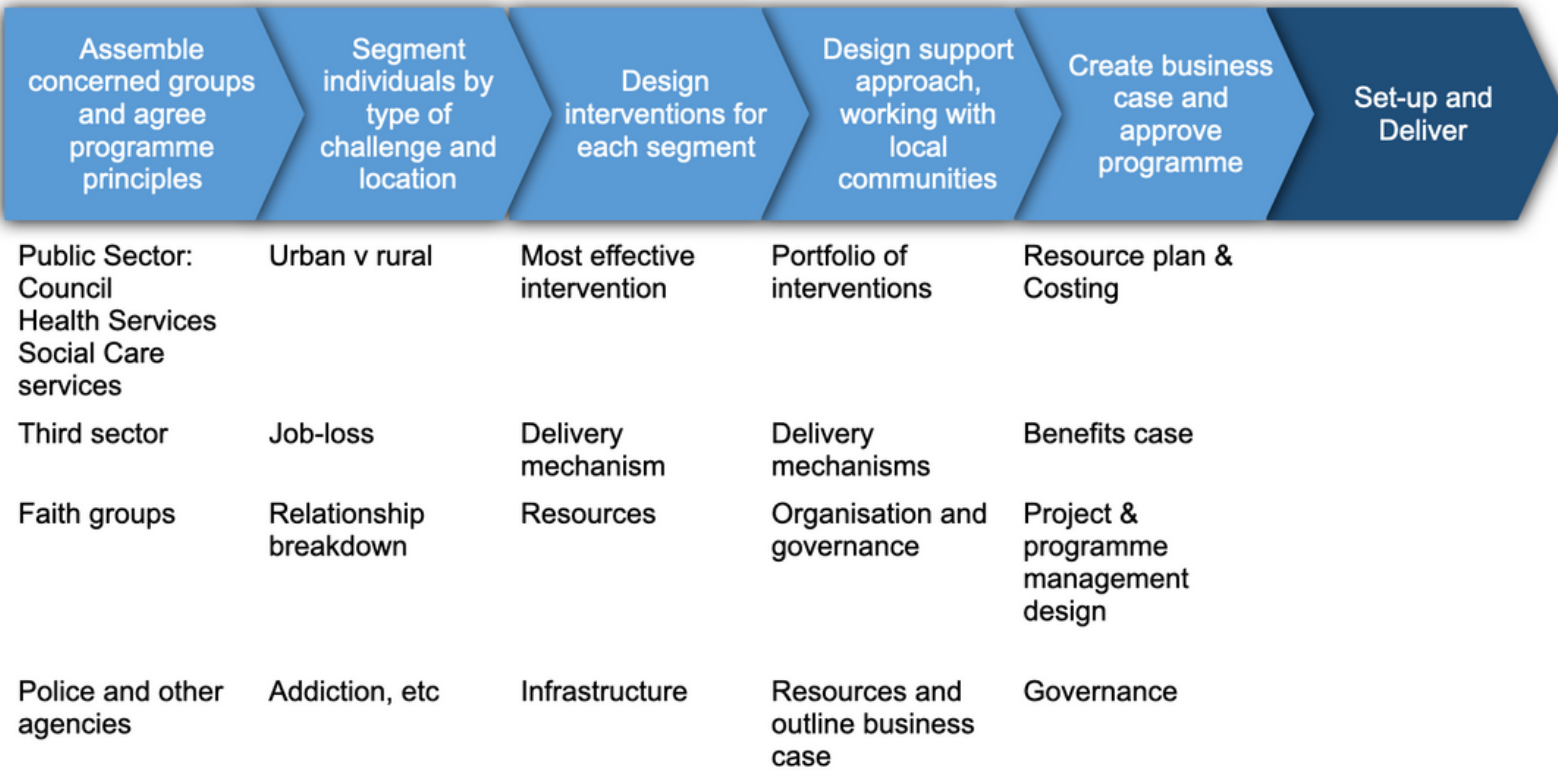 Assemble
concerned groups
and agree
programme
principles
Segment
individuals by
type of
challenge and
location
Design
interventions for
each segment
Design support
approach,
working with
local
communities
Create business
case and
approve
programme
Set-up and
Deliver
Public Sector:
Council
Health Services
Social Care
services
Urban v rural
Most effective
intervention
Portfolio of
interventions
Resource plan &
Costing
Third sector
Job-loss
Delivery
mechanism
Delivery
mechanisms
Benefits case
Faith groups
Relationship
breakdown
Resources
Organisation and
governance
Project &
programme
management
design
Police and other
agencies
Addiction, etc
Infrastructure
Resources and
outline business
case
Governance